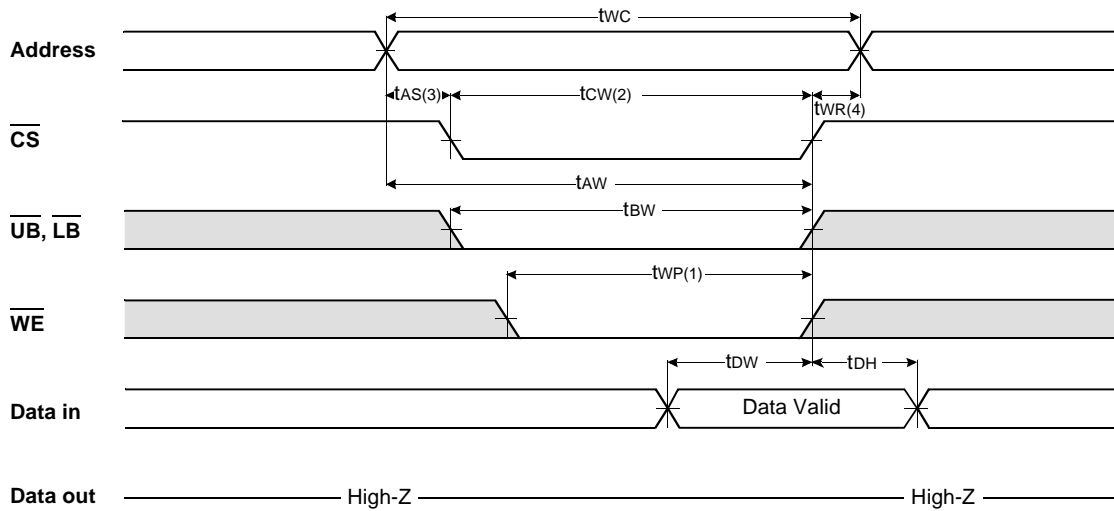 tWC
Address
tAS(3) tCW(2) tWR(4)
CS
tAW
UB, LB
tBW
tWP(1)
WE
tDW tDH
Data in Data Valid
Data out High-Z High-Z